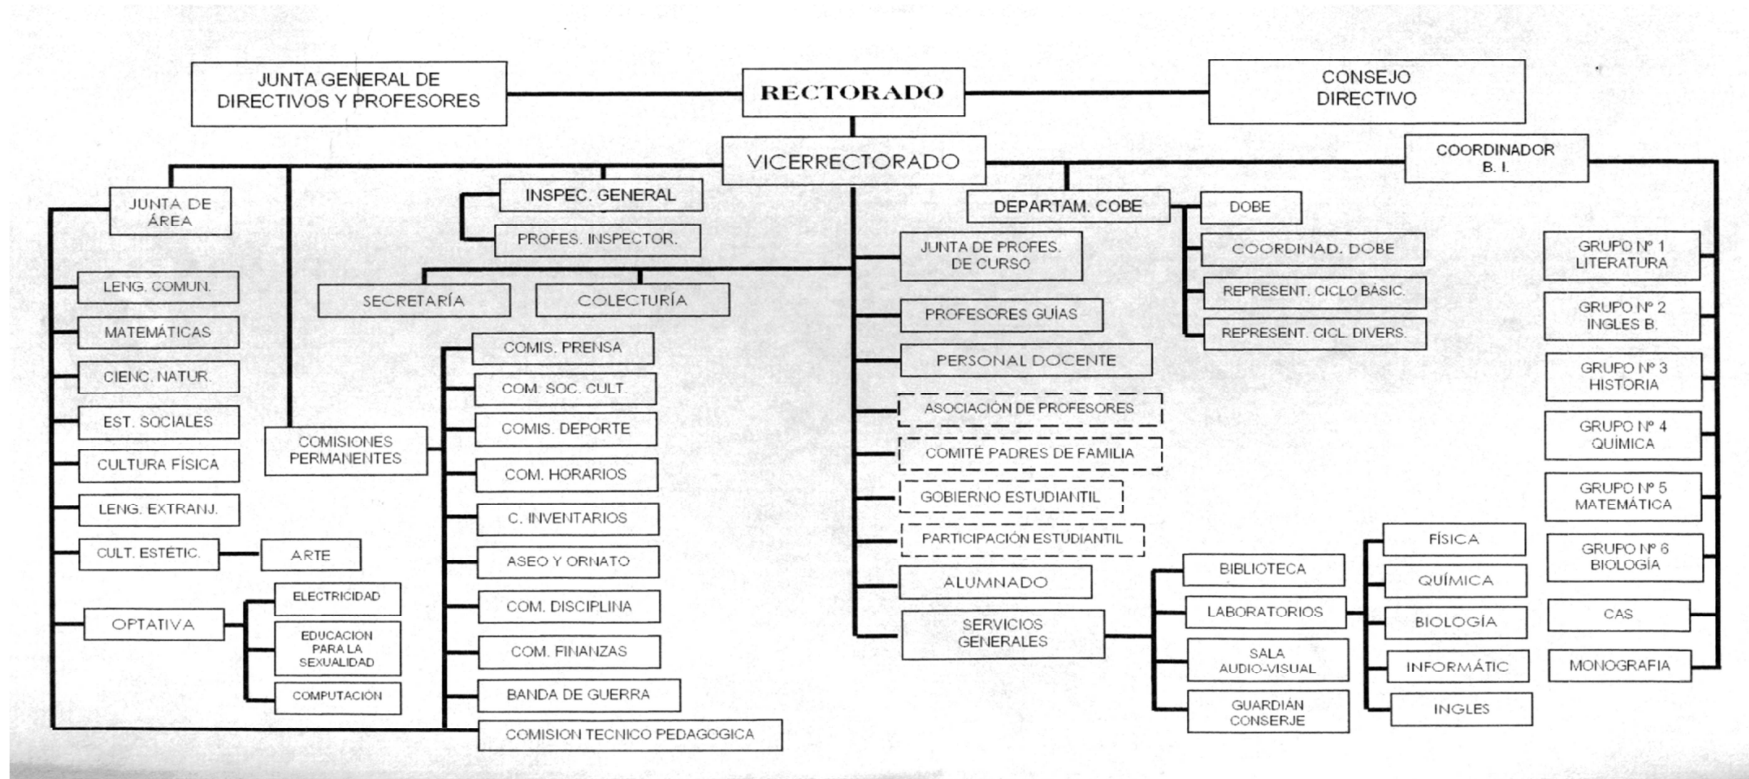 JUNTA GENERAL DE
DIRECTIVOS Y PROFESORES
RECTORADO
CONSEJO
DIRECTIVO
VICERRECTORADO
COORDINADOR
B. I.
JUNTA DE
ÁREA
INSPEC. GENERAL
PROFES. INSPECTOR.
DEPARTAM. COBE
DOBE
COORDINAD. DOBE
REPRESENT. CICLO BÁSIC.
REPRESENT. CICL. DIVERS.
SECRETARÍA
COLECTURÍA
LENG. COMUN.
MATEMÁTICAS
CIENC. NATUR.
EST. SOCIALES
CULTURA FÍSICA
LENG. EXTRANJ.
CULT. ESTÉTIC.
ARTE
OPTATIVA
ELECTRICIDAD
EDUCACION
PARA LA
SEXUALIDAD
COMPUTACION
COMISIONES
PERMANENTES
COMIS. PRENSA
COM. SOC. CULT.
COMIS. DEPORTE
COM. HORARIOS
C. INVENTARIOS
ASEO Y ORNATO
COM. DISCIPLINA
COM. FINANZAS
BANDA DE GUERRA
COMISION TECNICO PEDAGOGICA
JUNTA DE PROFES.
DE CURSO
PROFESORES GUÍAS
PERSONAL DOCENTE
ASOCIACIÓN DE PROFESORES
COMITÉ PADRES DE FAMILIA
GOBIERNO ESTUDIANTIL
PARTICIPACIÓN ESTUDIANTIL
ALUMNADO
SERVICIOS
GENERALES
BIBLIOTECA
LABORATORIOS
SALA
AUDIO-VISUAL
GUARDIÁN
CONSERJE
FÍSICA
QUÍMICA
BIOLOGÍA
INFORMÁTIC
INGLES
GRUPO Nº 1
LITERATURA
GRUPO Nº 2
INGLES B.
GRUPO Nº 3
HISTORIA
GRUPO Nº 4
QUÍMICA
GRUPO Nº 5
MATEMÁTICA
GRUPO Nº 6
BIOLOGÍA
CAS
MONOGRAFIA